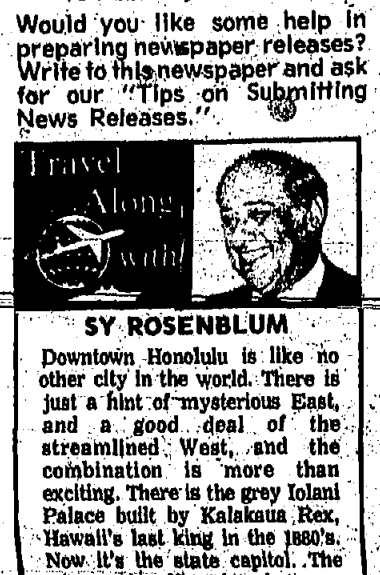 Would you like some help in
preparing newspaper releases?
Write to this newspaper and ask
for our "Tips on Submitting
News Releases."
Travel
Along
with
SY ROSENBLUM
Downtown Honolulu is like no
other city in the world. There is
just a hint of mysterious East,
and a good deal of the
streamlined West, and the
combination is more than
exciting. There is the grey Iolani
Palace built by Kalakaua Rex,
Hawaii's last king in the 1880's.
Now it's the state capitol. The